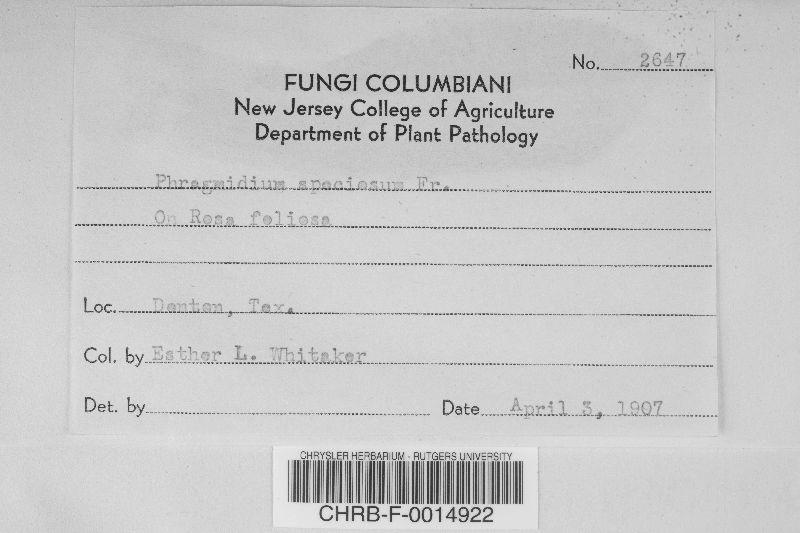 No. 2647
FUNGI COLUMBIANI
New Jersey College of Agriculture
Department of Plant Pathology
Phragmidium speciosum Fr.
On Rosa foliosa
Loc. Denton, Tex.
Col. by Esther L. Whitaker
Det. by
Date April 3, 1907
CHRYSLER HERBARIUM - RUTGERS UNIVERSITY
CHRB-F-0014922